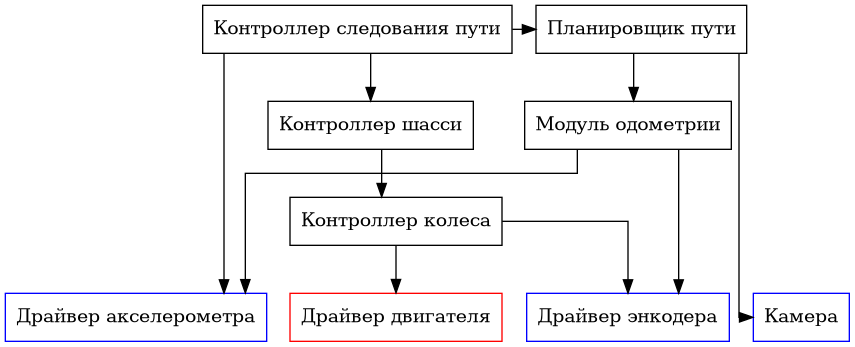 Контроллер следования пути
Планировщик пути
Контроллер шасси
Модуль одометрии
Контроллер колеса
Драйвер акселерометра
Драйвер двигателя
Драйвер энкодера
Камера